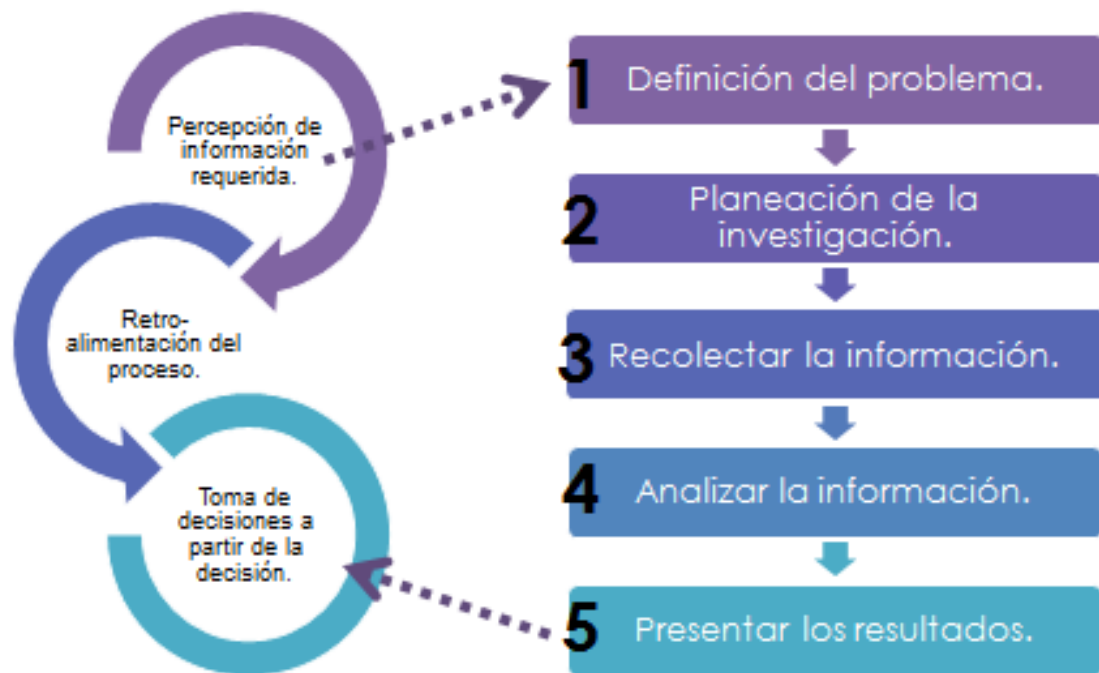 Percepción de
información
requerida.
Retro-
alimentación del
proceso.
Toma de
decisiones a
partir de la
decisión.
1 Definición del problema.
2 Planeación de la
investigación.
3 Recolectar la información.
4 Analizar la información.
5 Presentar los resultados.